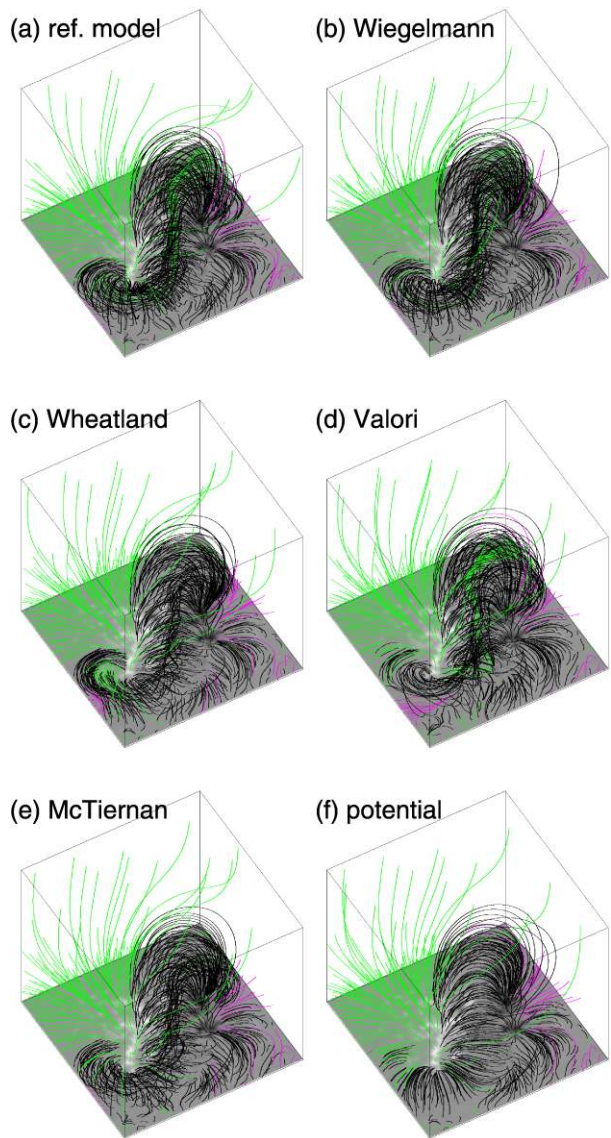 (a) ref. model
(b) Wiegelmann
(c) Wheatland
(d) Valori
(e) McTiernan
(f) potential